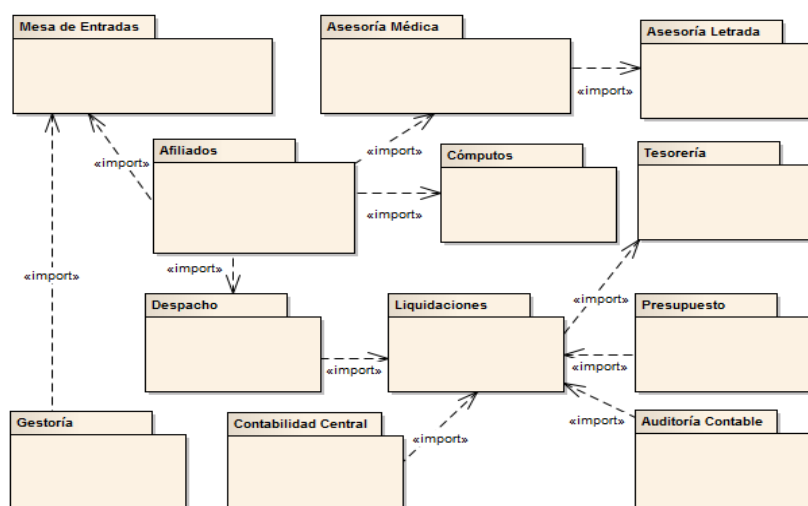 Mesa de Entradas
Asesoría Médica
Asesoría Letrada
«import»
«import»
«import»
Afiliados
Cómputos
Tesorería
«import»
«import»
«import»
«import»
Despacho
Liquidaciones
Presupuesto
«import»
«import»
Gestoría
Contabilidad Central
«import»
«import»
Auditoría Contable